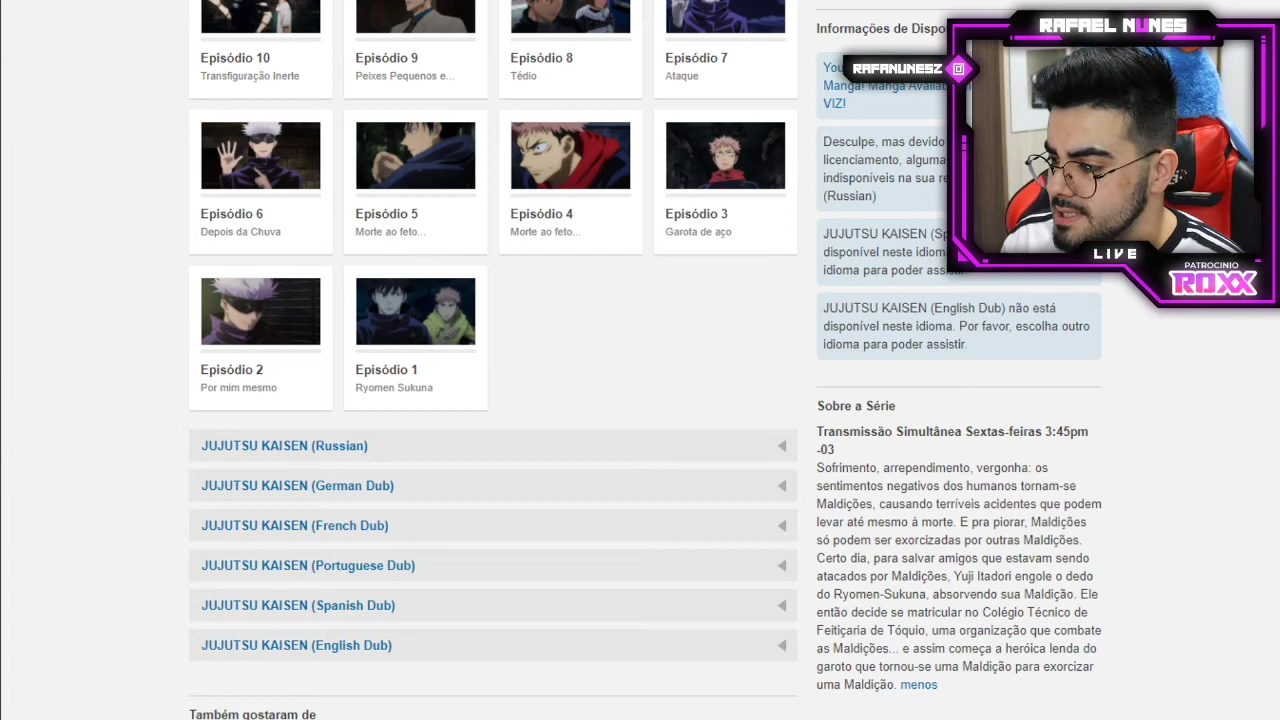 Episódio 10
Transfiguração Inerte
Episódio 9
Peixes Pequenos e...
Episódio 8
Tédio
Episódio 7
Ataque
Episódio 6
Depois da Chuva
Episódio 5
Morte ao feto...
Episódio 4
Morte ao feto...
Episódio 3
Garota de aço
Episódio 2
Por mim mesmo
Episódio 1
Ryomen Sukuna
JUJUTSU KAISEN (Russian)
JUJUTSU KAISEN (German Dub)
JUJUTSU KAISEN (French Dub)
JUJUTSU KAISEN (Portuguese Dub)
JUJUTSU KAISEN (Spanish Dub)
JUJUTSU KAISEN (English Dub)
Também gostaram de
Informações de Dispo
You
Manga! Manga Availab
VIZ!
Desculpe, mas devido
licenciamento, alguma
indisponíveis na sua re
(Russian)
JUJUTSU KAISEN (Sp
disponível neste idioma
idioma para poder assis
JUJUTSU KAISEN (English Dub) não está
disponível neste idioma. Por favor, escolha outro
idioma para poder assistir.
Sobre a Série
Transmissão Simultânea Sextas-feiras 3:45pm
-03
Sofrimento, arrependimento, vergonha: os
sentimentos negativos dos humanos tornam-se
Maldições, causando terríveis acidentes que podem
levar até mesmo à morte. E pra piorar, Maldições
só podem ser exorcizadas por outras Maldições.
Certo dia, para salvar amigos que estavam sendo
atacados por Maldições, Yuji Itadori engole o dedo
do Ryomen-Sukuna, absorvendo sua Maldição. Ele
então decide se matricular no Colégio Técnico de
Feitiçaria de Tóquio, uma organização que combate
as Maldições... e assim começa a heróica lenda do
garoto que tornou-se uma Maldição para exorcizar
uma Maldição. menos
RAFAEL NUNES
RAFANUNESZ
LIVE
PATROCINIO
ROXX